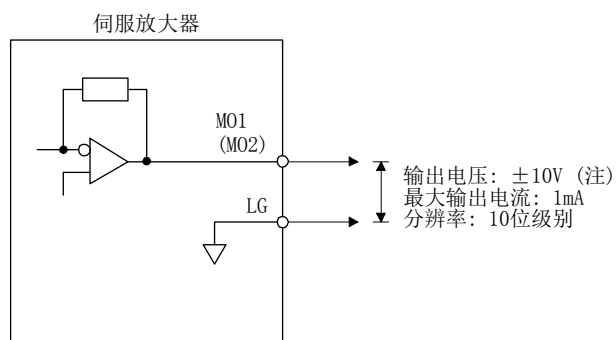 伺服放大器
MO1
(MO2)
LG
输出电压: ±10V (注)
最大输出电流: 1mA
分辨率: 10位级别